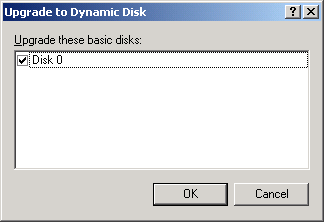 Upgrade to Dynamic Disk
Upgrade these basic disks:
Disk 0
OK
Cancel